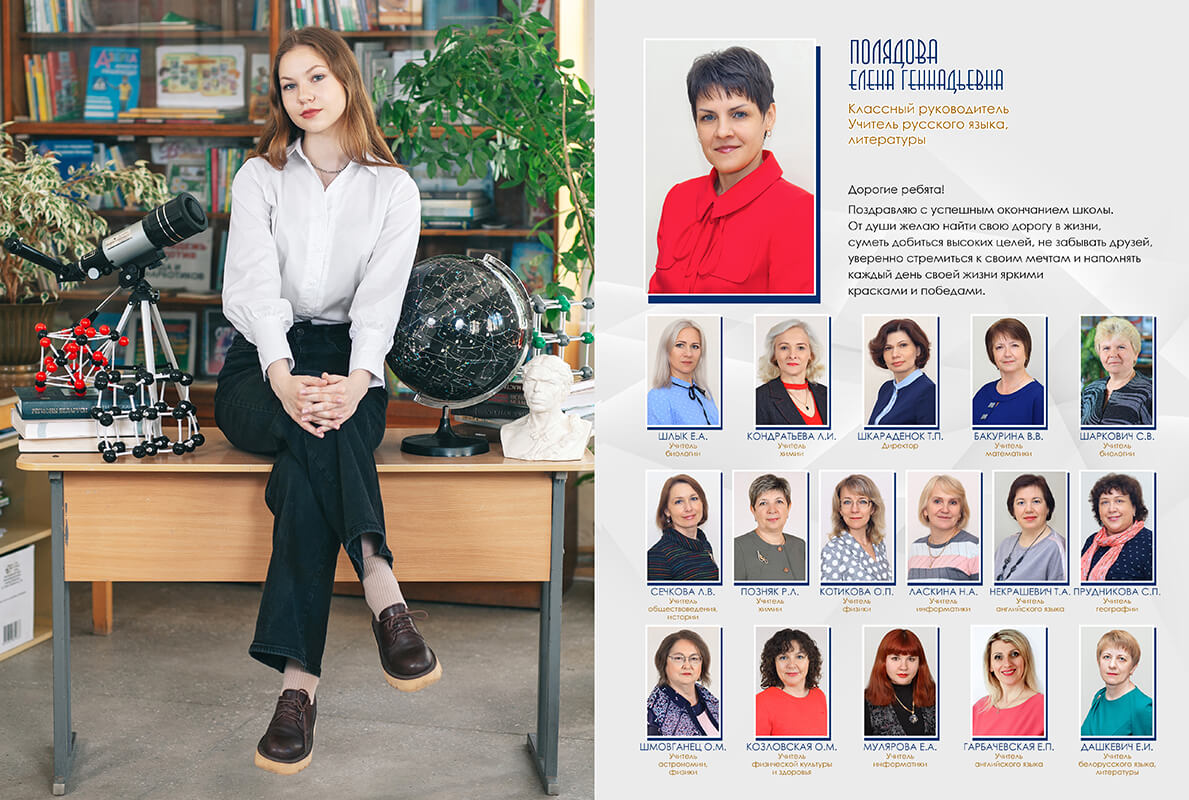 ПОЛЯДОВА
ЕЛЕНА ГЕННАДЬЕВНА
Классный руководитель
Учитель русского языка,
литературы
Дорогие ребята!
Поздравляю с успешным окончанием школы.
От души желаю найти свою дорогу в жизни,
суметь добиться высоких целей, не забывать друзей,
уверенно стремиться к своим мечтам и наполнять
каждый день своей жизни яркими
красками и победами.
ШЛЫК Е.А.
Учитель
биологии
КОНДРАТЬЕВА Л.И.
Учитель
химии
ШКАРАДЕНОК Т.П.
Директор
БАКУРИНА В.В.
Учитель
математики
ШАРКОВИЧ С.В.
Учитель
биологии
СЕЧКОВА Л.В.
Учитель
обществоведения,
истории
ПОЗНЯК Р.Л.
Учитель
химии
КОТИКОВА О.П.
Учитель
физики
ЛАСКИНА Н.А.
Учитель
информатики
НЕКРАШЕВИЧ Т.А.
Учитель
английского языка
ПРУДНИКОВА С.П.
Учитель
географии
ШМОВГАНЕЦ О.М.
Учитель
астрономии,
физики
КОЗЛОВСКАЯ О.М.
Учитель
физической культуры
и здоровья
МУЛЯРОВА Е.А.
Учитель
информатики
ГАРБАЧЕВСКАЯ Е.П.
Учитель
английского языка
ДАШКЕВИЧ Е.И.
Учитель
белорусского языка,
литературы